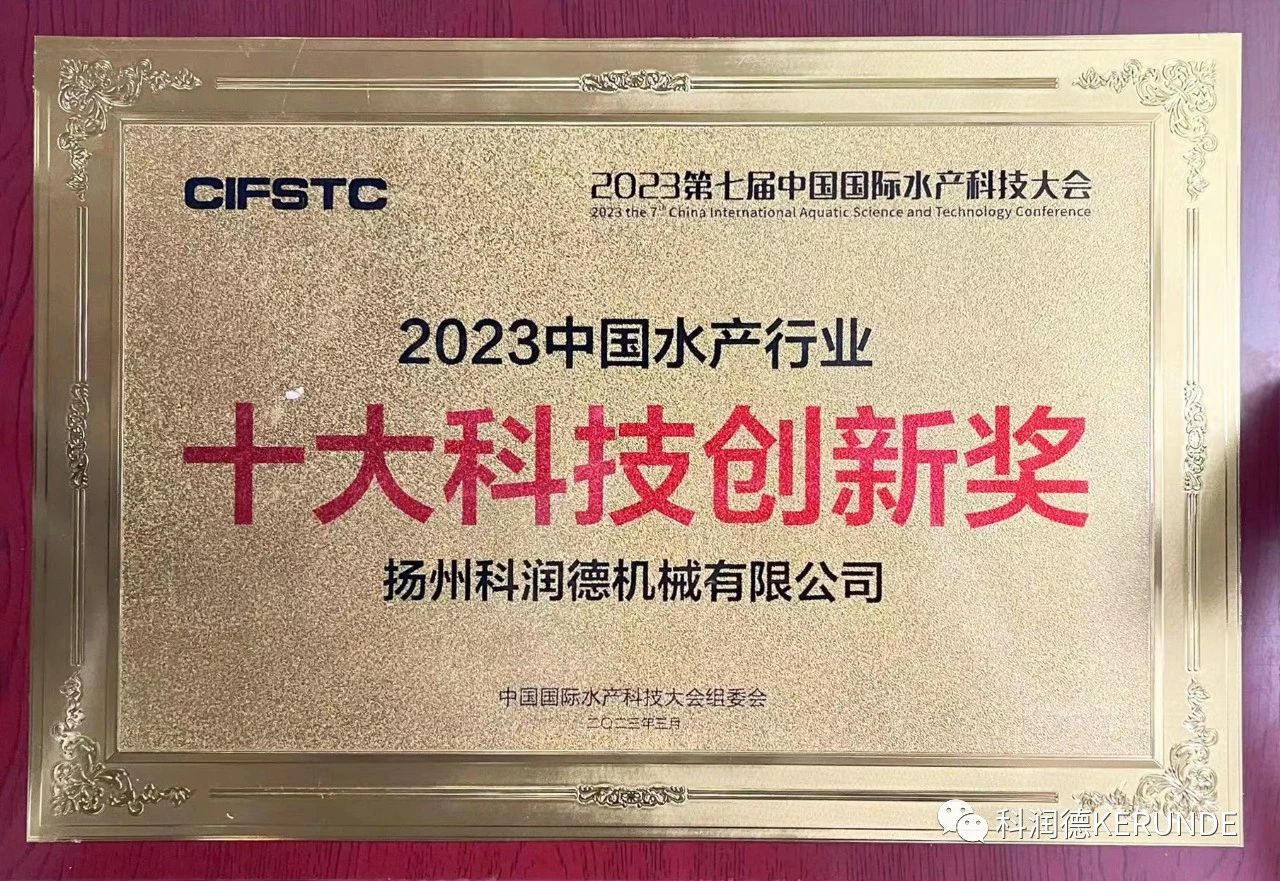 CIFSTC
2023第七届中国国际水产科技大会
2023 the 7th China International Aquatic Science and Technology Conference
2023中国水产行业
十大科技创新奖
扬州科润德机械有限公司
中国国际水产科技大会组委会
二〇二三年三月
科润德KERUNDE